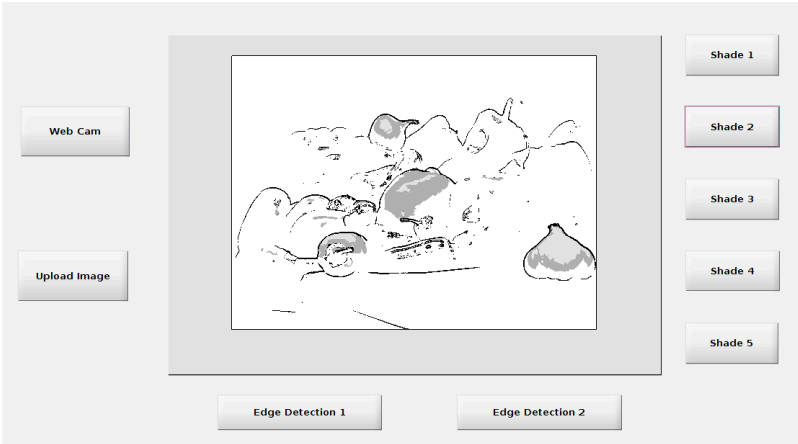 Web Cam
Upload Image
Shade 1
Shade 2
Shade 3
Shade 4
Shade 5
Edge Detection 1
Edge Detection 2